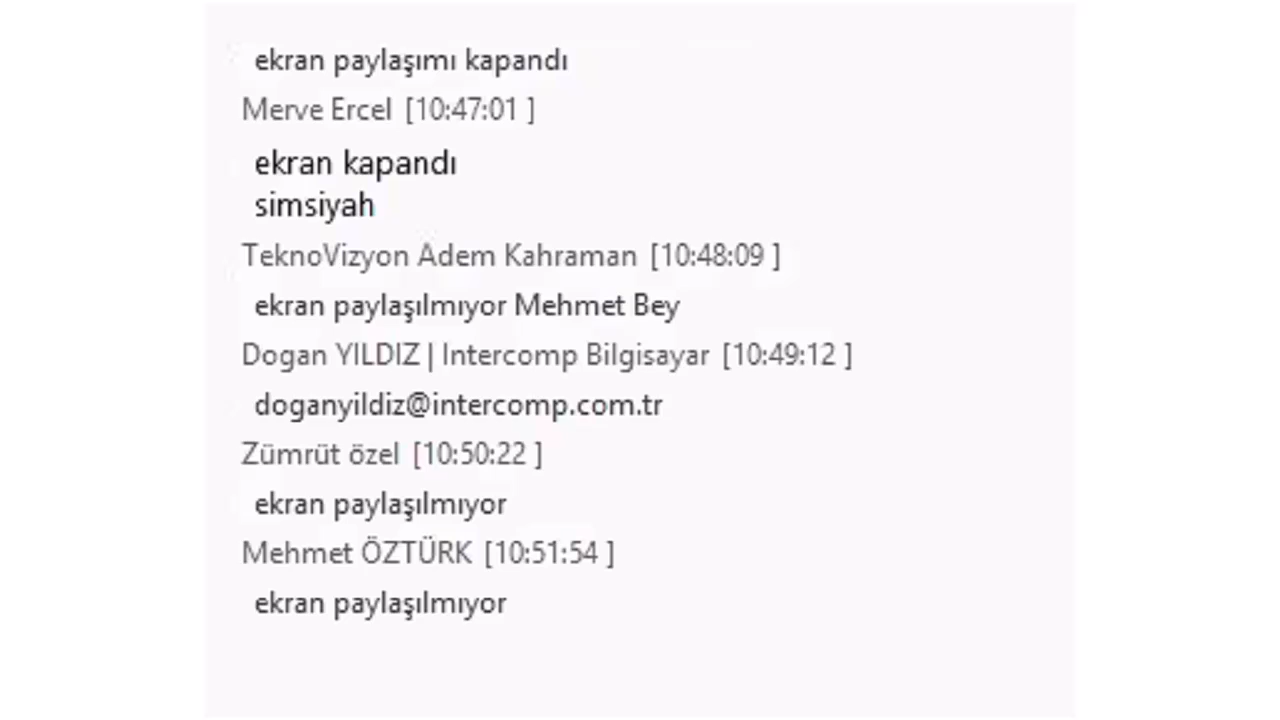 ekran paylaşımı kapandı
Merve Ercel [10:47:01 ]
ekran kapandı
simsiyah
TeknoVizyon Adem Kahraman [10:48:09 ]
ekran paylaşılmıyor Mehmet Bey
Dogan YILDIZ | Intercomp Bilgisayar [10:49:12 ]
doganyildiz@intercomp.com.tr
Zümrüt özel [10:50:22 ]
ekran paylaşılmıyor
Mehmet ÖZTÜRK [10:51:54 ]
ekran paylaşılmıyor